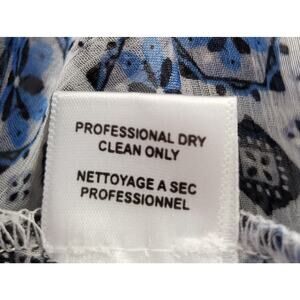 PROFESSIONAL DRY
CLEAN ONLY
NETTOYAGE A SEC
PROFESSIONNEL